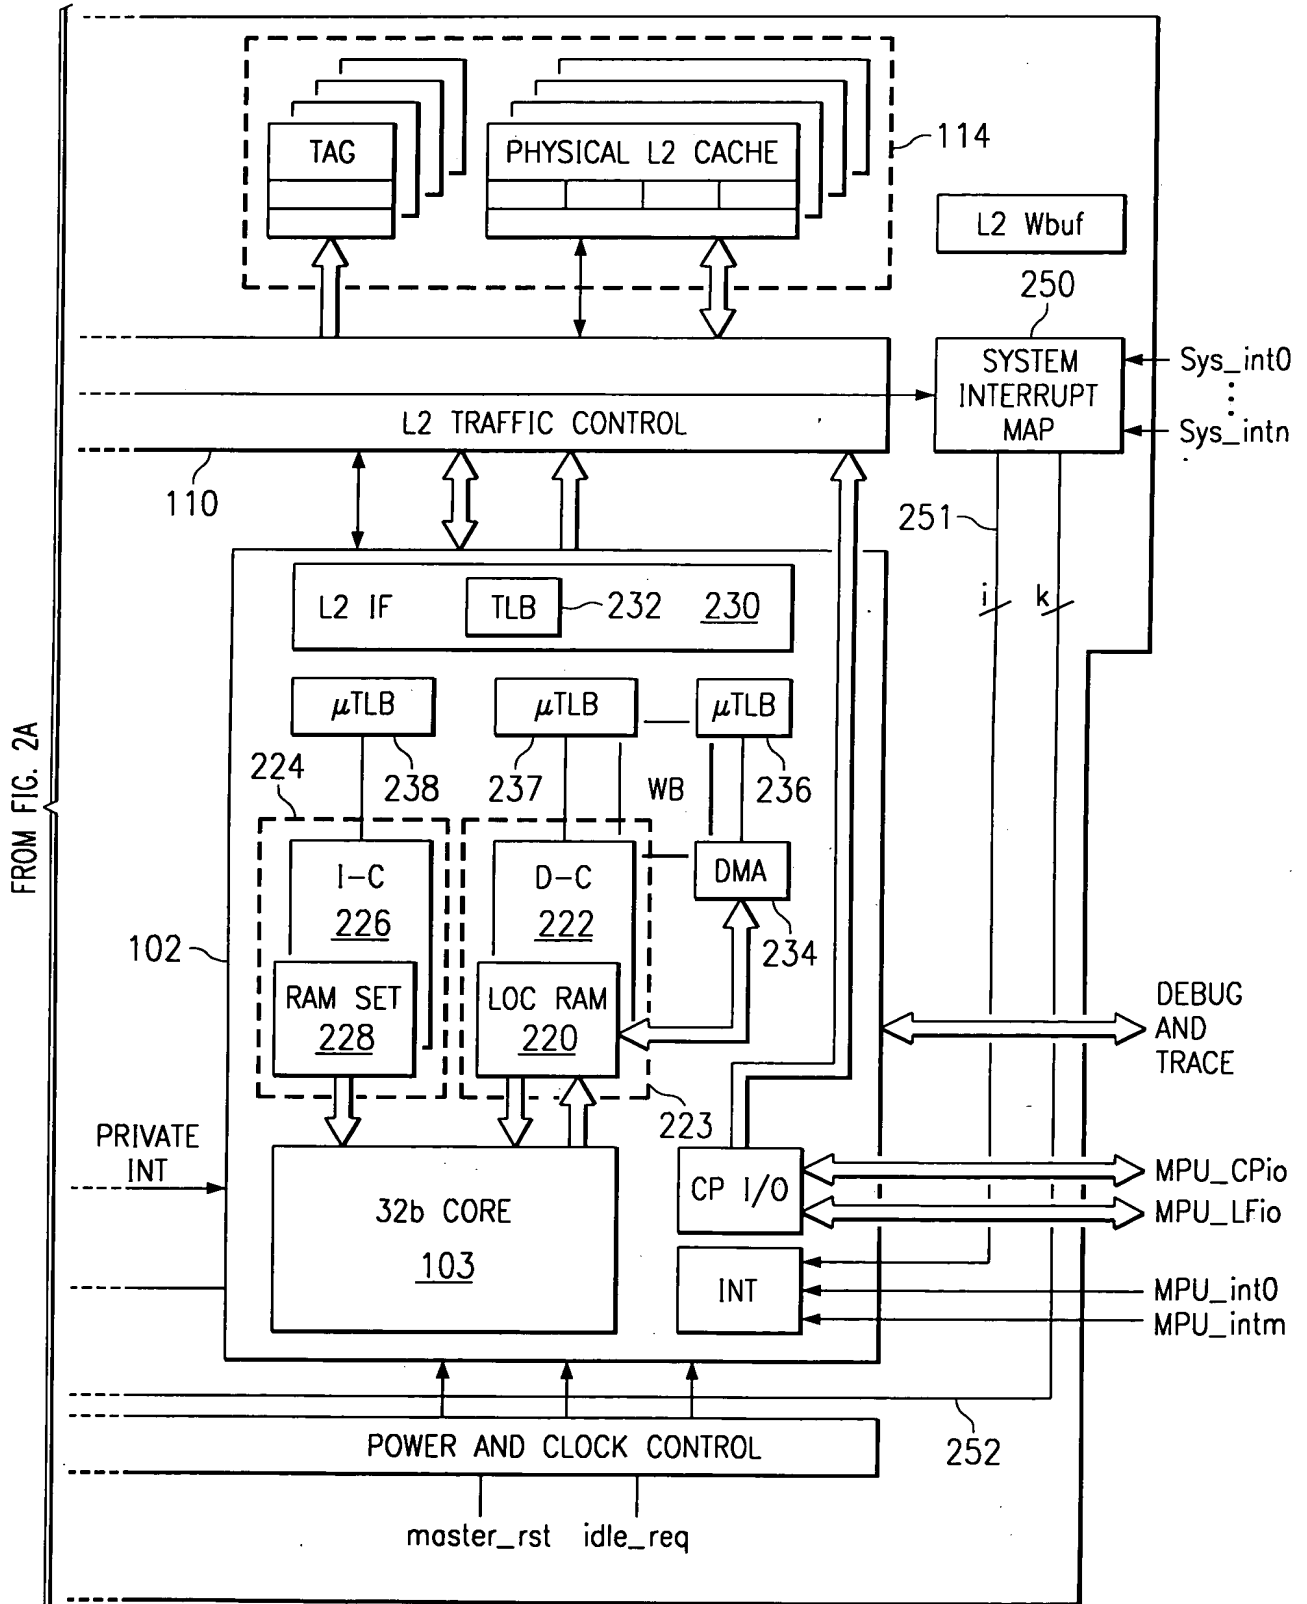 TAG
PHYSICAL L2 CACHE
114
L2 Wbuf
250
SYSTEM
INTERRUPT
MAP
Sys_int0
Sys_intn
L2 TRAFFIC CONTROL
110
251
i
k
L2 IF
TLB
232
230
μTLB
μTLB
μTLB
224
238
237
WB
236
FROM FIG. 2A
I-C
226
D-C
222
DMA
234
102
RAM SET
228
LOC RAM
220
DEBUG
AND
TRACE
223
PRIVATE
INT
32b CORE
103
CP I/O
MPU_CPio
MPU_LFio
INT
MPU_int0
MPU_intm
252
POWER AND CLOCK CONTROL
master_rst
idle_req